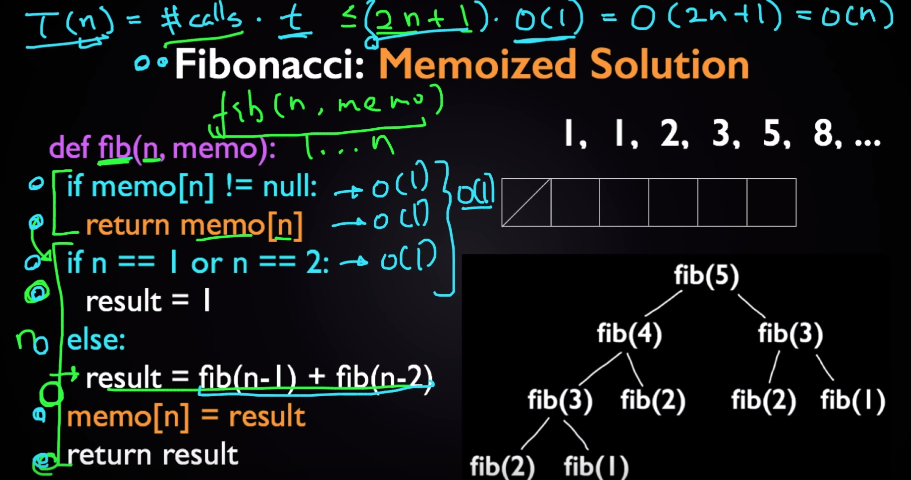 T(n) = # calls · t ≤ (2n+1) · O(1) = O(2n+1) = O(n)
Fibonacci: Memoized Solution
fib(n, memo)
1, 1, 2, 3, 5, 8, ...
def fib(n, memo): 1...n
if memo[n] != null: → O(1)
return memo[n] → O(1) O(1)
if n == 1 or n == 2: → O(1)
result = 1
n else:
result = fib(n-1) + fib(n-2)
memo[n] = result
return result
fib(5)
fib(4) fib(3)
fib(3) fib(2) fib(2) fib(1)
fib(2) fib(1)